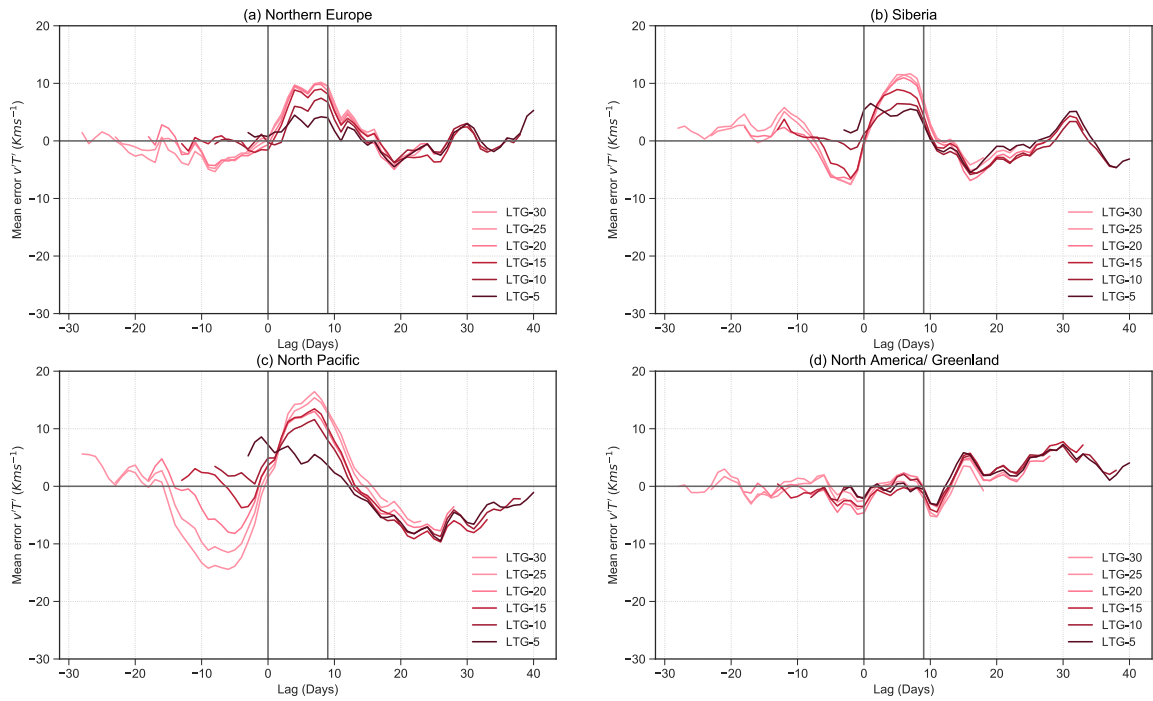 (a) Northern Europe
20
10
0
−10
−20
−30
Mean error v′T′ (Kms⁻¹)
−30 −20 −10 0 10 20 30 40
Lag (Days)
LTG-30
LTG-25
LTG-20
LTG-15
LTG-10
LTG-5
(b) Siberia
20
10
0
−10
−20
−30
Mean error v′T′ (Kms⁻¹)
−30 −20 −10 0 10 20 30 40
Lag (Days)
LTG-30
LTG-25
LTG-20
LTG-15
LTG-10
LTG-5
(c) North Pacific
20
10
0
−10
−20
−30
Mean error v′T′ (Kms⁻¹)
−30 −20 −10 0 10 20 30 40
Lag (Days)
LTG-30
LTG-25
LTG-20
LTG-15
LTG-10
LTG-5
(d) North America/ Greenland
20
10
0
−10
−20
−30
Mean error v′T′ (Kms⁻¹)
−30 −20 −10 0 10 20 30 40
Lag (Days)
LTG-30
LTG-25
LTG-20
LTG-15
LTG-10
LTG-5